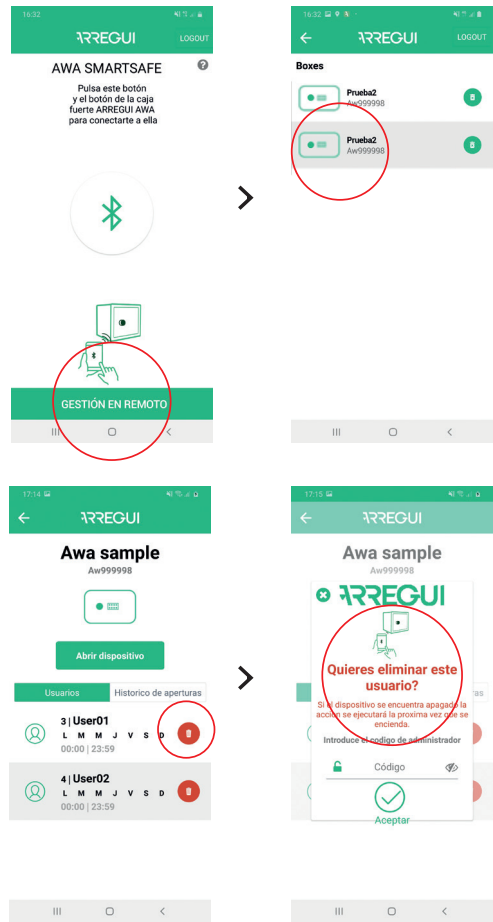 16:32
ARREGUI
LOGOUT
AWA SMARTSAFE
?
Pulsa este botón
y el botón de la caja
fuerte ARREGUI AWA
para conectarte a ella
GESTIÓN EN REMOTO
16:32
ARREGUI
LOGOUT
Boxes
Prueba2
Aw999998
Prueba2
Aw999998
17:14
ARREGUI
Awa sample
Aw999998
Abrir dispositivo
Usuarios
Historico de aperturas
3 | User01
L M M J V S D
00:00 | 23:59
4 | User02
L M M J V S D
00:00 | 23:59
17:15
ARREGUI
Awa sample
Aw999998
ARREGUI
Quieres eliminar este
usuario?
Si el dispositivo se encuentra apagado la
acción se ejecutará la proxima vez que se
encienda.
Introduce el codigo de administrador
Código
Aceptar
ras